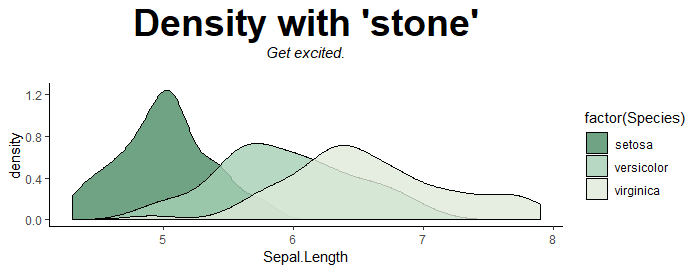 Density with 'stone'
Get excited.
density
1.2
0.8
0.4
0.0
5 6 7 8
Sepal.Length
factor(Species)
setosa
versicolor
virginica